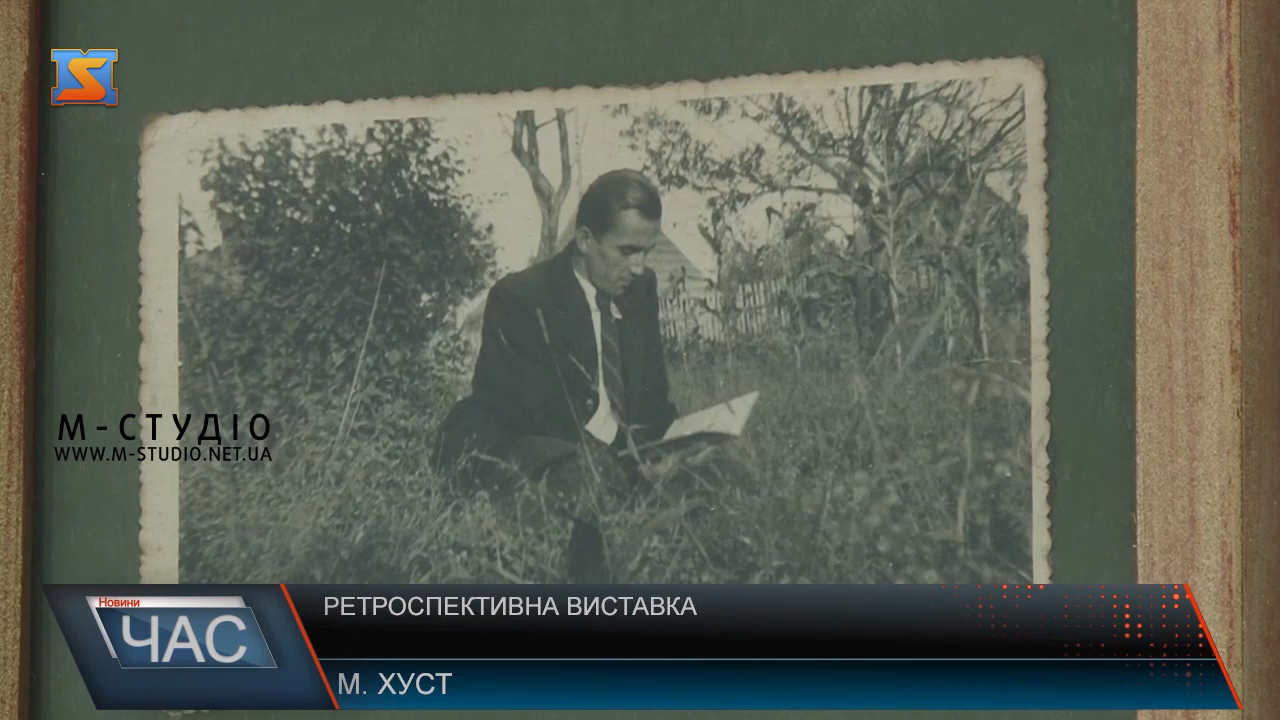 М-СТУДІО
WWW.M-STUDIO.NET.UA
Новини
ЧАС
РЕТРОСПЕКТИВНА ВИСТАВКА
М. ХУСТ